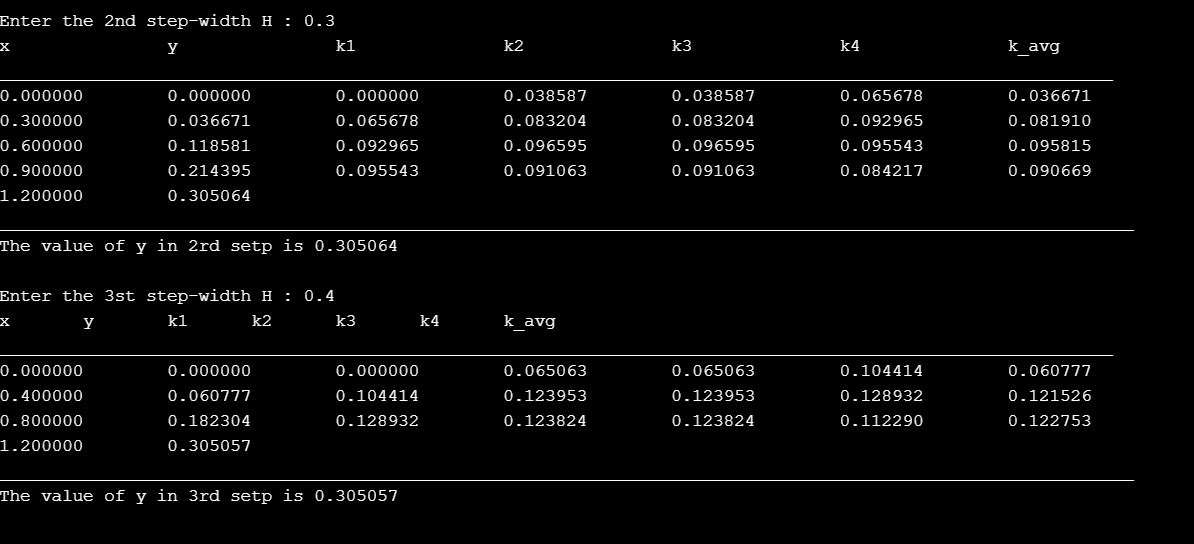 Enter the 2nd step-width H : 0.3
x y k1 k2 k3 k4 k_avg
0.000000 0.000000 0.000000 0.038587 0.038587 0.065678 0.036671
0.300000 0.036671 0.065678 0.083204 0.083204 0.092965 0.081910
0.600000 0.118581 0.092965 0.096595 0.096595 0.095543 0.095815
0.900000 0.214395 0.095543 0.091063 0.091063 0.084217 0.090669
1.200000 0.305064
The value of y in 2rd setp is 0.305064
Enter the 3st step-width H : 0.4
x y k1 k2 k3 k4 k_avg
0.000000 0.000000 0.000000 0.065063 0.065063 0.104414 0.060777
0.400000 0.060777 0.104414 0.123953 0.123953 0.128932 0.121526
0.800000 0.182304 0.128932 0.123824 0.123824 0.112290 0.122753
1.200000 0.305057
The value of y in 3rd setp is 0.305057